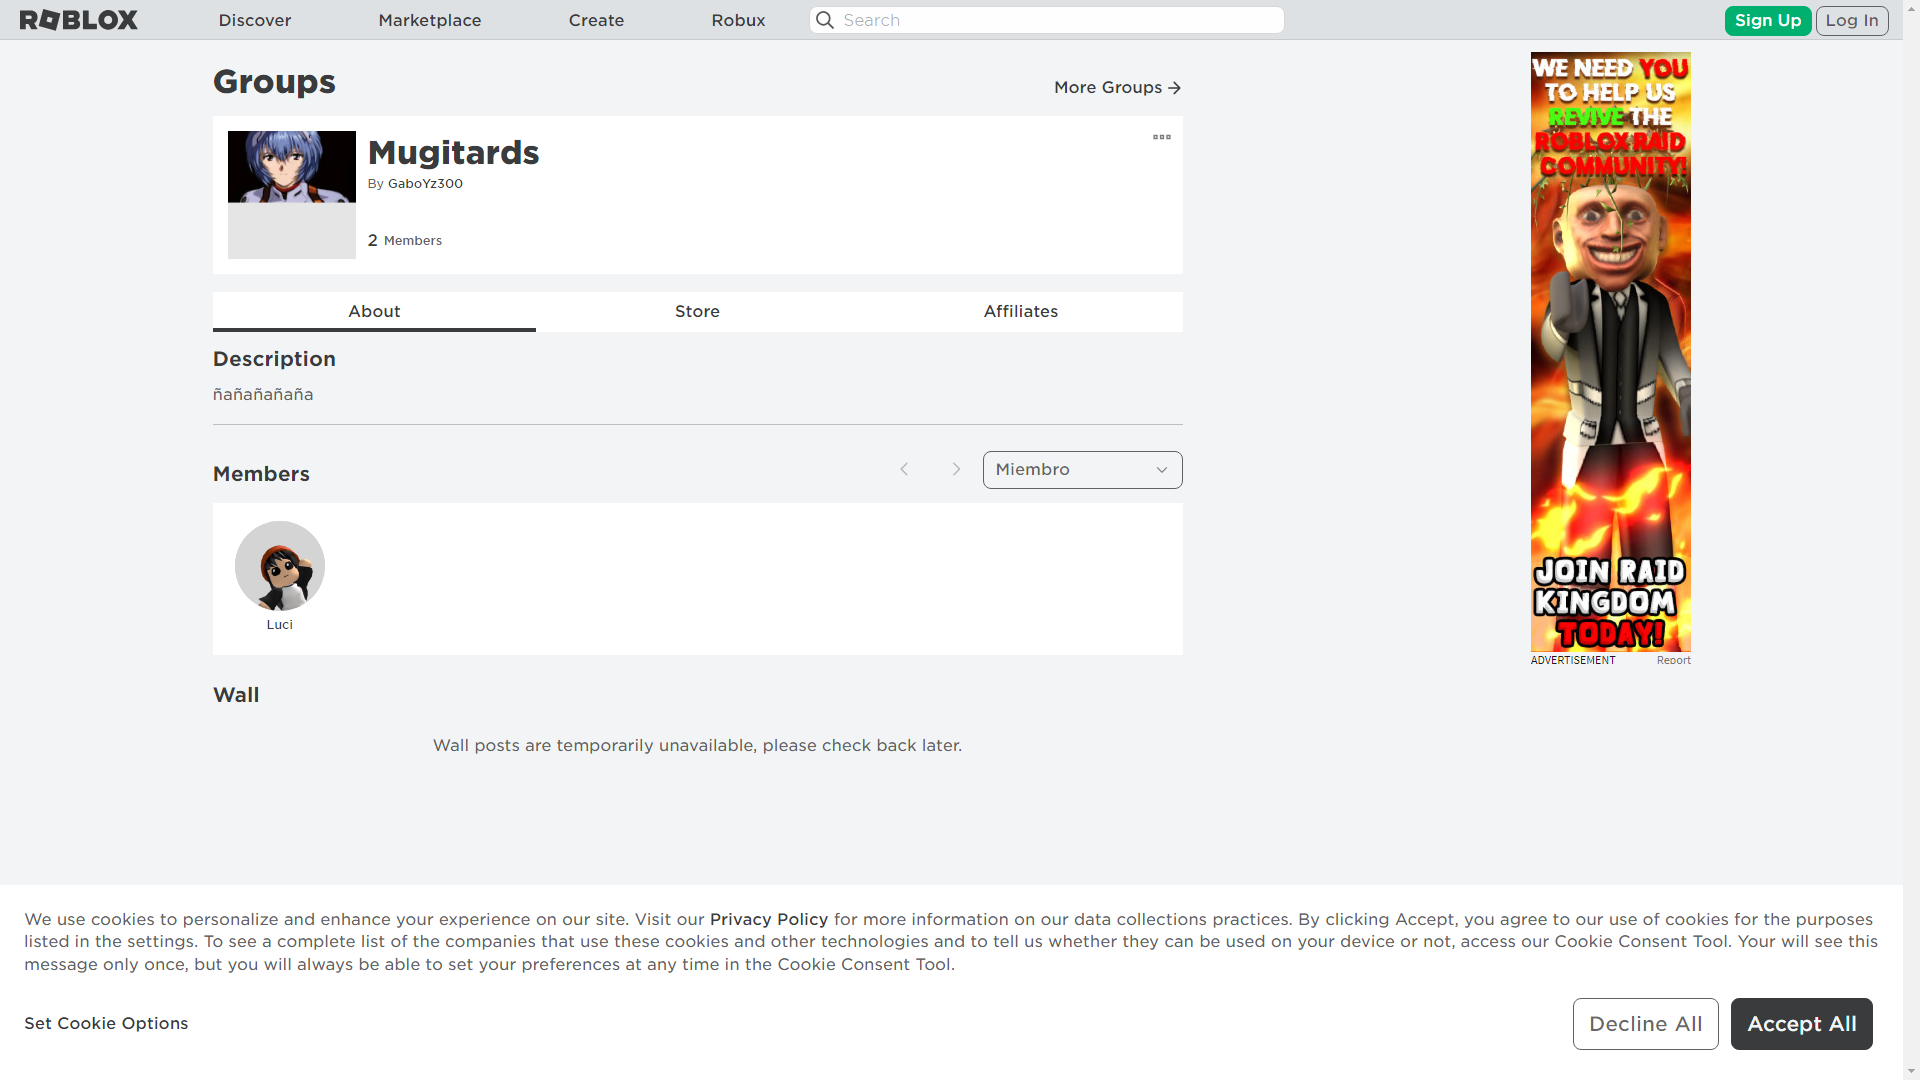 ROBLOX
Discover
Marketplace
Create
Robux
Search
Sign Up
Log In
Groups
More Groups
Mugitards
By GaboYz300
2 Members
About
Store
Affiliates
Description
ñañañañaña
Members
Miembro
Luci
Wall
Wall posts are temporarily unavailable, please check back later.
WE NEED YOU
TO HELP US
REVIVE THE
ROBLOX RAID
COMMUNITY!
JOIN RAID
KINGDOM
TODAY!
ADVERTISEMENT
Report
We use cookies to personalize and enhance your experience on our site. Visit our Privacy Policy for more information on our data collections practices. By clicking Accept, you agree to our use of cookies for the purposes
listed in the settings. To see a complete list of the companies that use these cookies and other technologies and to tell us whether they can be used on your device or not, access our Cookie Consent Tool. Your will see this
message only once, but you will always be able to set your preferences at any time in the Cookie Consent Tool.
Set Cookie Options
Decline All
Accept All